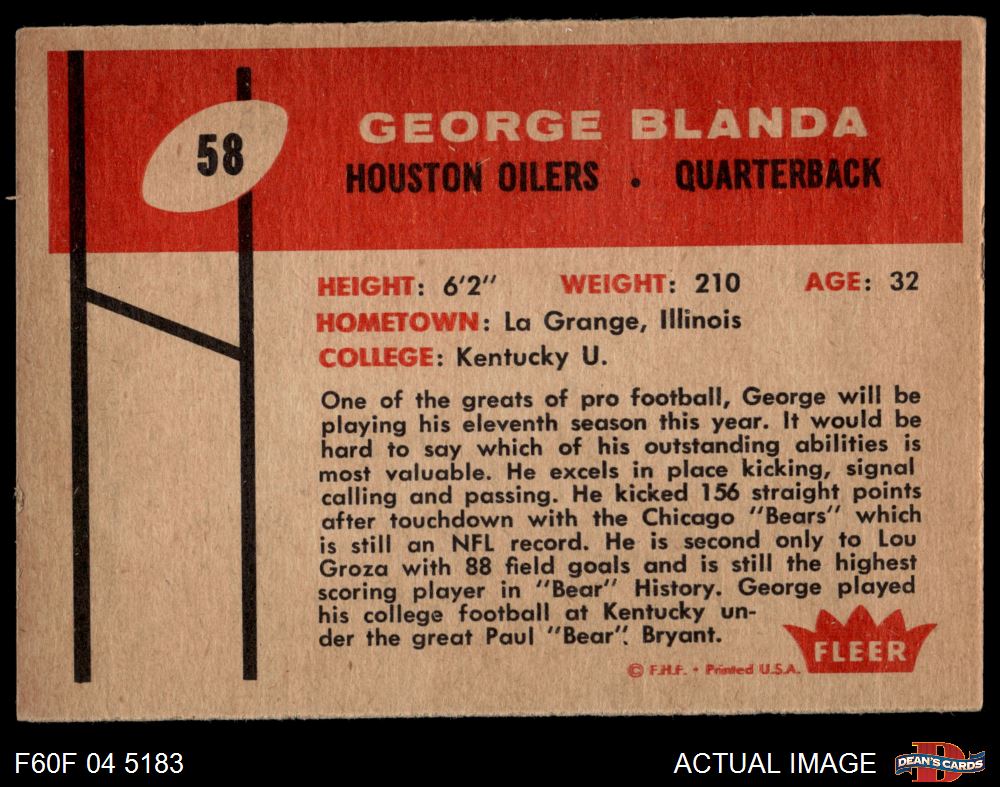 58
GEORGE BLANDA
HOUSTON OILERS . QUARTERBACK
HEIGHT: 6'2" WEIGHT: 210 AGE: 32
HOMETOWN: La Grange, Illinois
COLLEGE: Kentucky U.
One of the greats of pro football, George will be
playing his eleventh season this year. It would be
hard to say which of his outstanding abilities is
most valuable. He excels in place kicking, signal
calling and passing. He kicked 156 straight points
after touchdown with the Chicago "Bears" which
is still an NFL record. He is second only to Lou
Groza with 88 field goals and is still the highest
scoring player in "Bear" History. George played
his college football at Kentucky un-
der the great Paul "Bear". Bryant.
FLEER
© F.H.F. • Printed U.S.A.
F60F 04 5183
ACTUAL IMAGE
DEAN'S CARDS